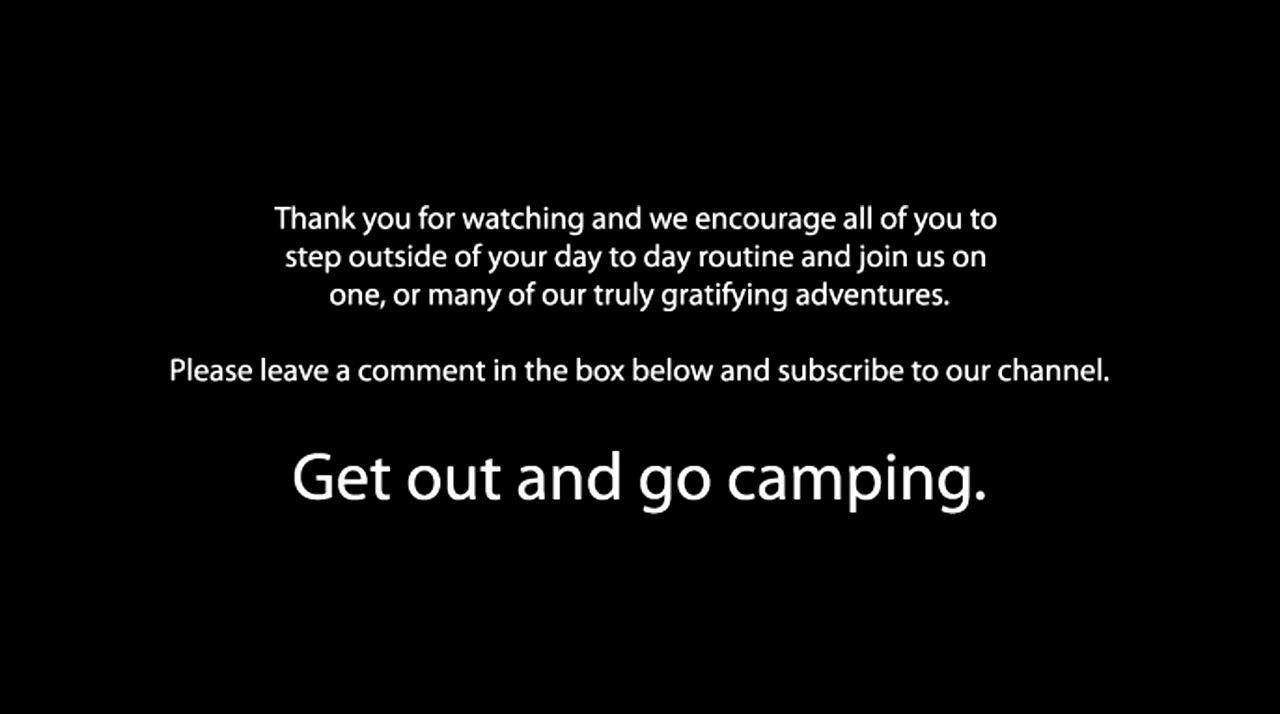 Thank you for watching and we encourage all of you to
step outside of your day to day routine and join us on
one, or many of our truly gratifying adventures.
Please leave a comment in the box below and subscribe to our channel.
Get out and go camping.